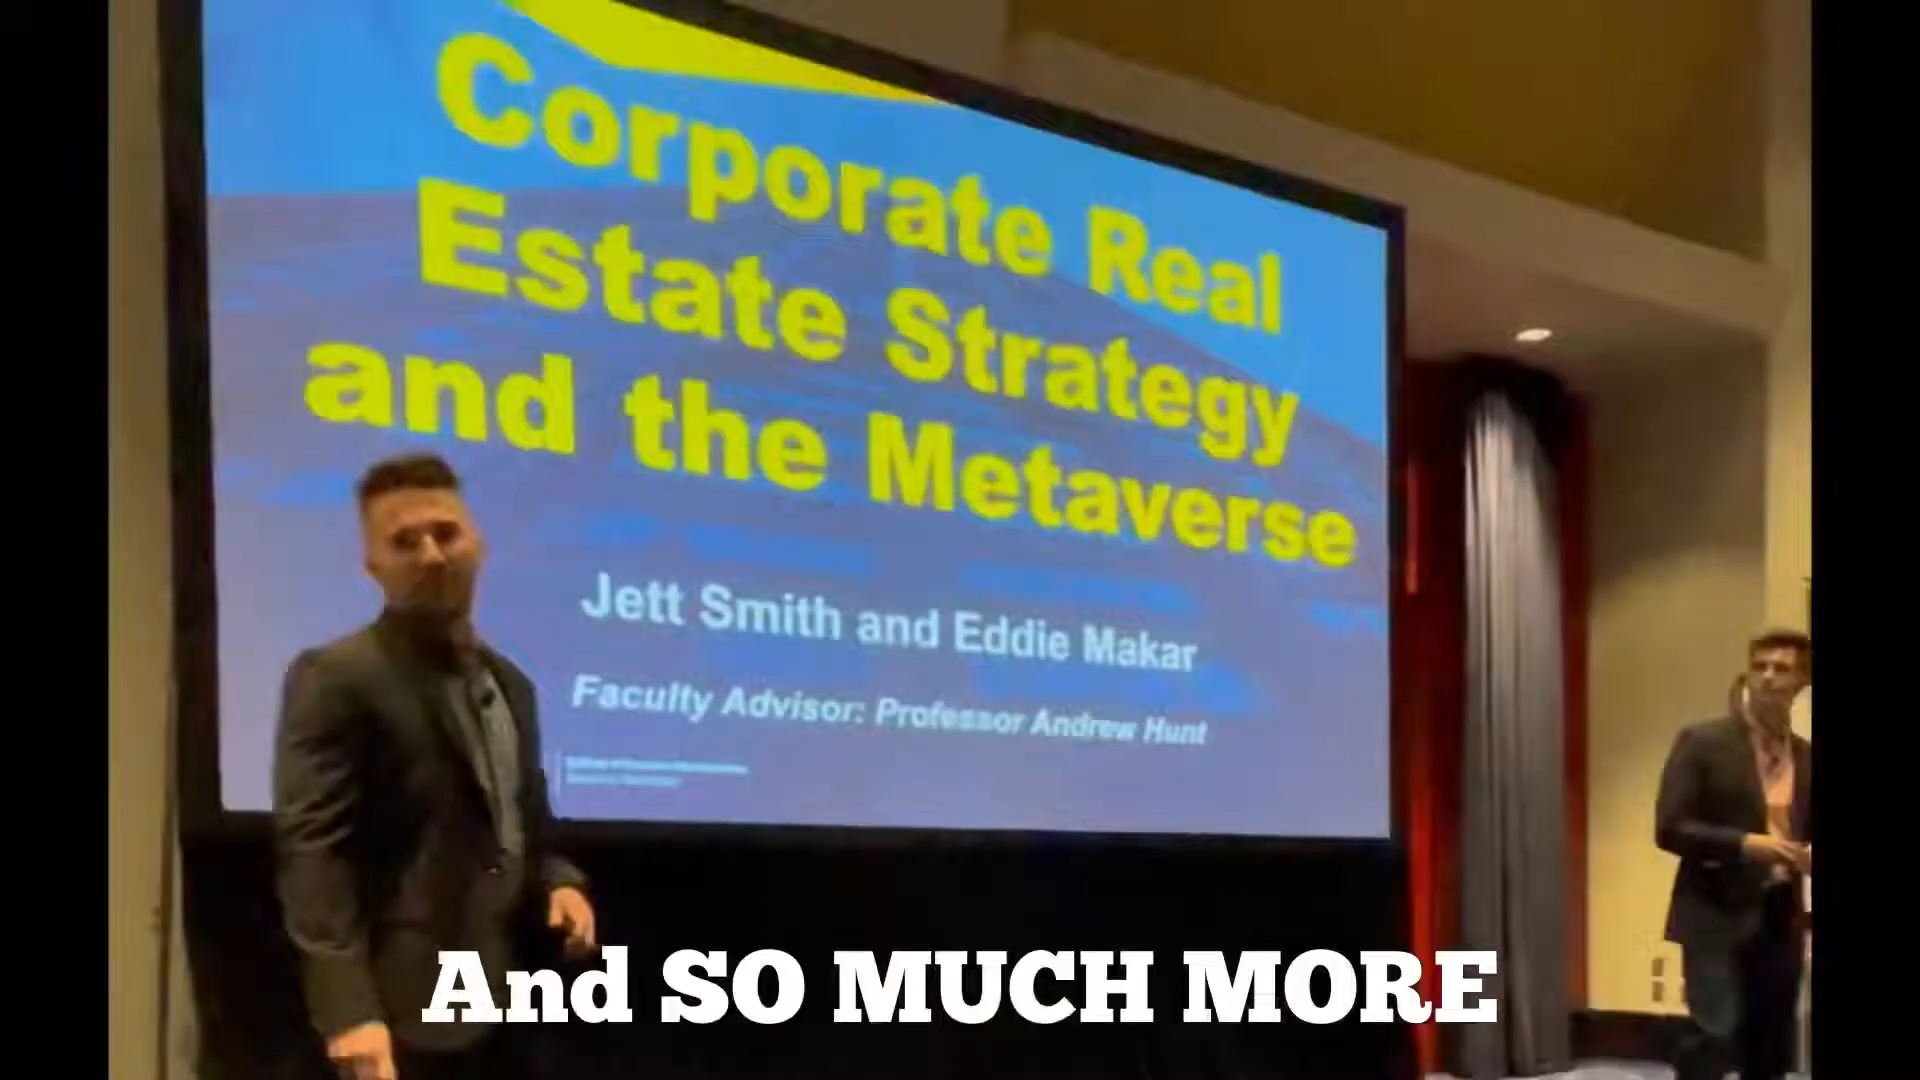 Corporate Real
Estate Strategy
and the Metaverse
Jett Smith and Eddie Makar
Faculty Advisor: Professor Andrew Hunt
And SO MUCH MORE